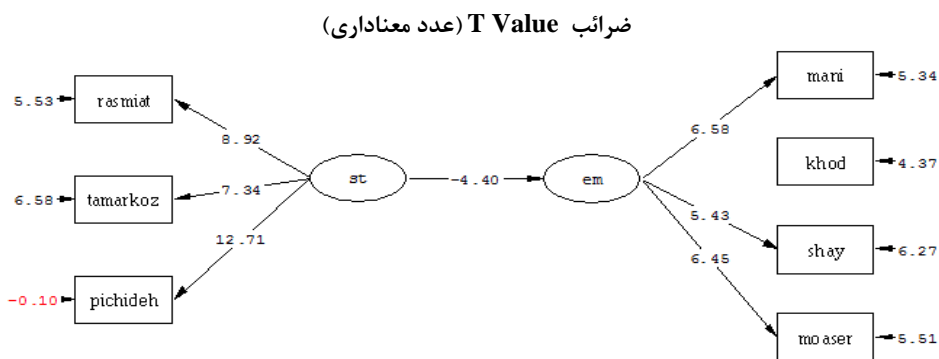 ضرائب T Value (عدد معناداری)
mani
5.34
5.53
rasmiat
8.92
6.58
khod
4.37
st
-4.40
em
6.58
tamarkoz
7.34
5.43
shay
6.27
12.71
6.45
-0.10
pichideh
moaser
5.51